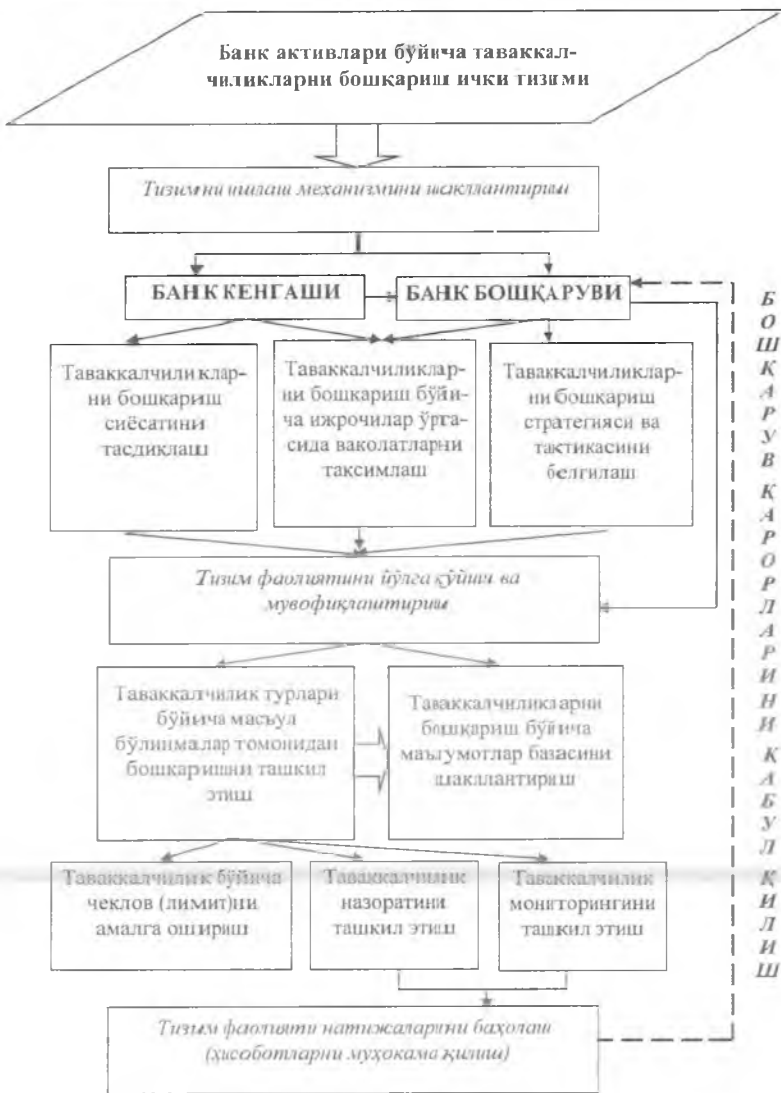 Банк активлари бўйича таваккал-
чиликларни бошқариш ички тизими
Тизимни ишлаш механизмини шакллантириш
БАНК КЕНГАШИ
БАНК БОШҚАРУВИ
Таваккалчиликлар-
ни бошқариш
сиёсатини
тасдиқлаш
Таваккалчиликлар-
ни бошқариш бўйи-
ча ижрочилар ўрта-
сида ваколатларни
тақсимлаш
Таваккалчиликлар-
ни бошқариш
стратегияси ва
тактикасини
белгилаш
Тизим фаолиятини йўлга қўйиш ва
мувофиқлаштириш
Таваккалчилик турлари
бўйича масъул
бўлинмалар томонидан
бошқаришни ташкил
этиш
Таваккалчиликларни
бошқариш бўйича
маълумотлар базасини
шакллантириш
Таваккалчилик бўйича
чеклов (лимит)ни
амалга ошириш
Таваккалчилик
назоратини
ташкил этиш
Таваккалчилик
мониторингини
ташкил этиш
Тизим фаолияти натижаларини баҳолаш
(ҳисоботларни муҳокама қилиш)
БОШҚАРУВ ҚАРОРЛАРИНИ ҚАБУЛ ҚИЛИШ